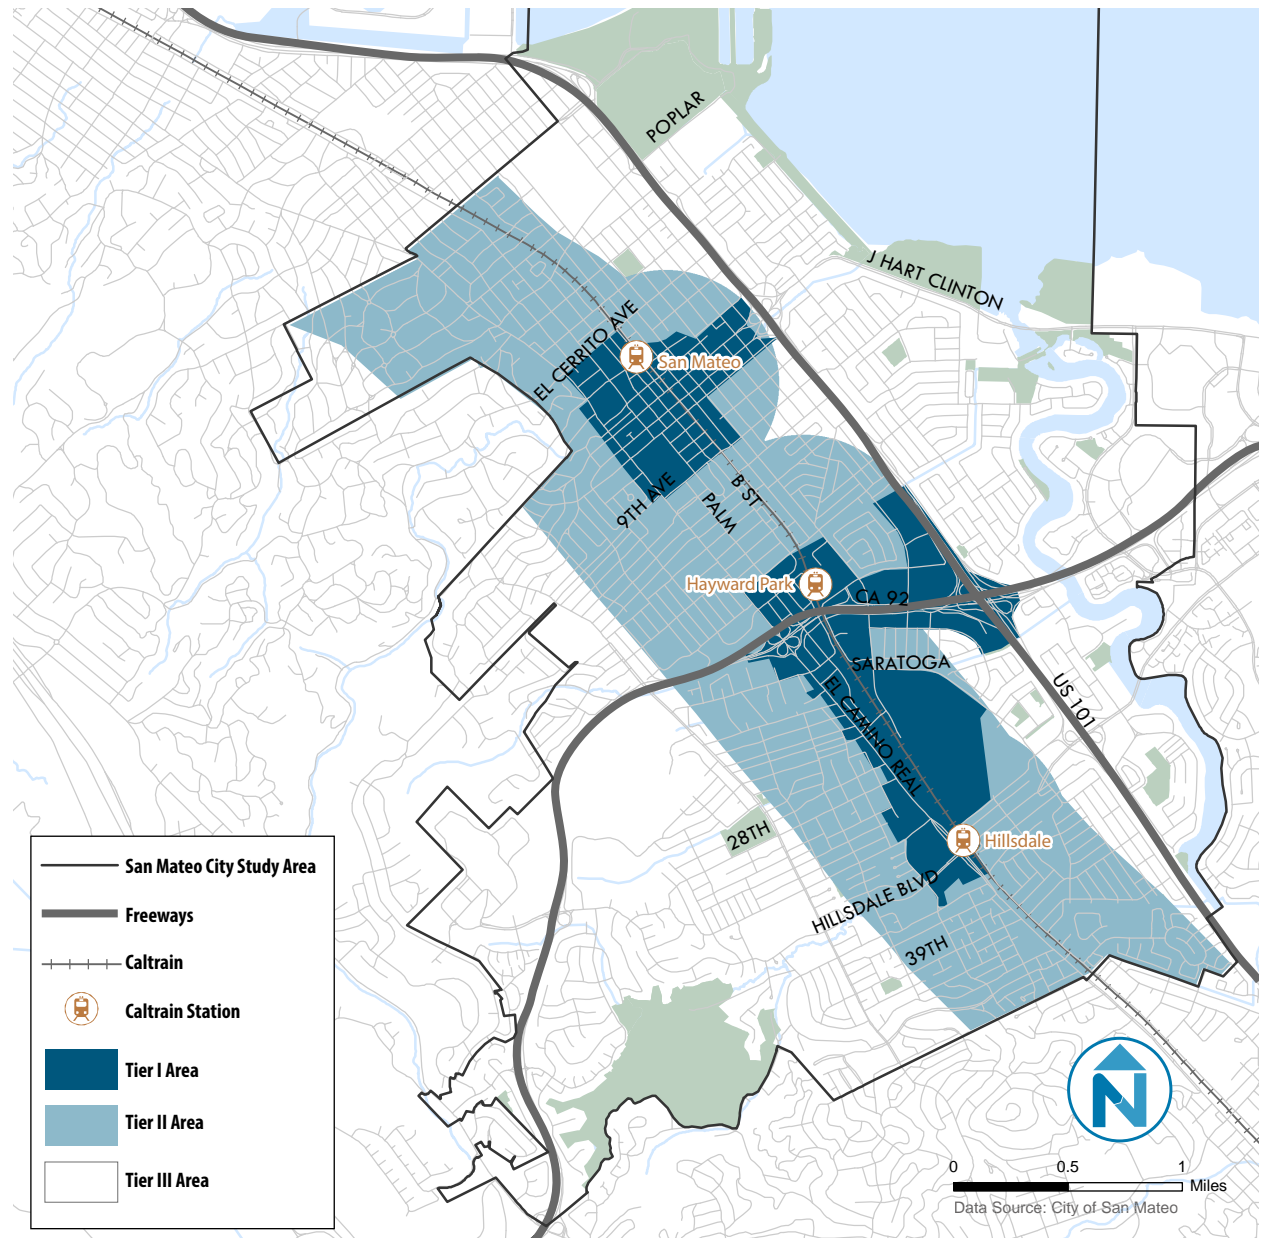 POPLAR
J HART CLINTON
EL CERRITO AVE
San Mateo
9TH AVE
B ST
PALM
Hayward Park
CA 92
SARATOGA
EL CAMINO REAL
US 101
28TH
Hillsdale
HILLSDALE BLVD
39TH
San Mateo City Study Area
Freeways
Caltrain
Caltrain Station
Tier I Area
Tier II Area
Tier III Area
N
0 0.5 1
Miles
Data Source: City of San Mateo